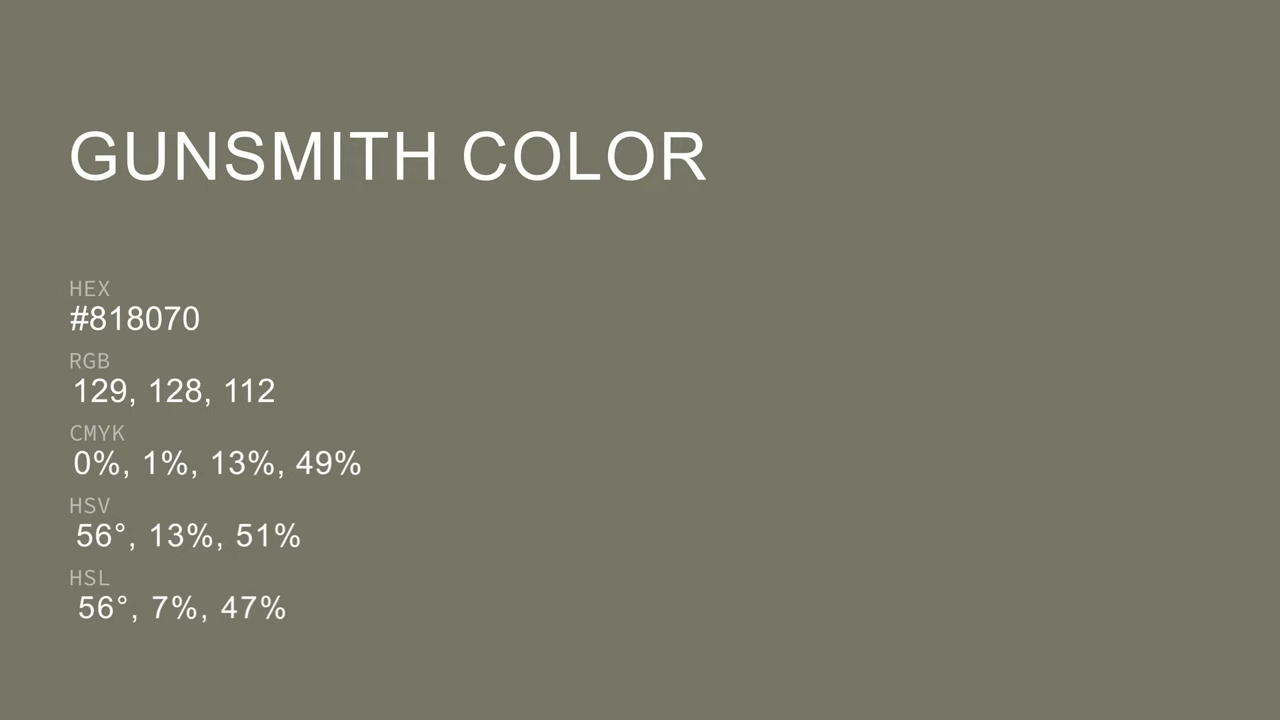 GUNSMITH COLOR
HEX
#818070
RGB
129, 128, 112
CMYK
0%, 1%, 13%, 49%
HSV
56°, 13%, 51%
HSL
56°, 7%, 47%